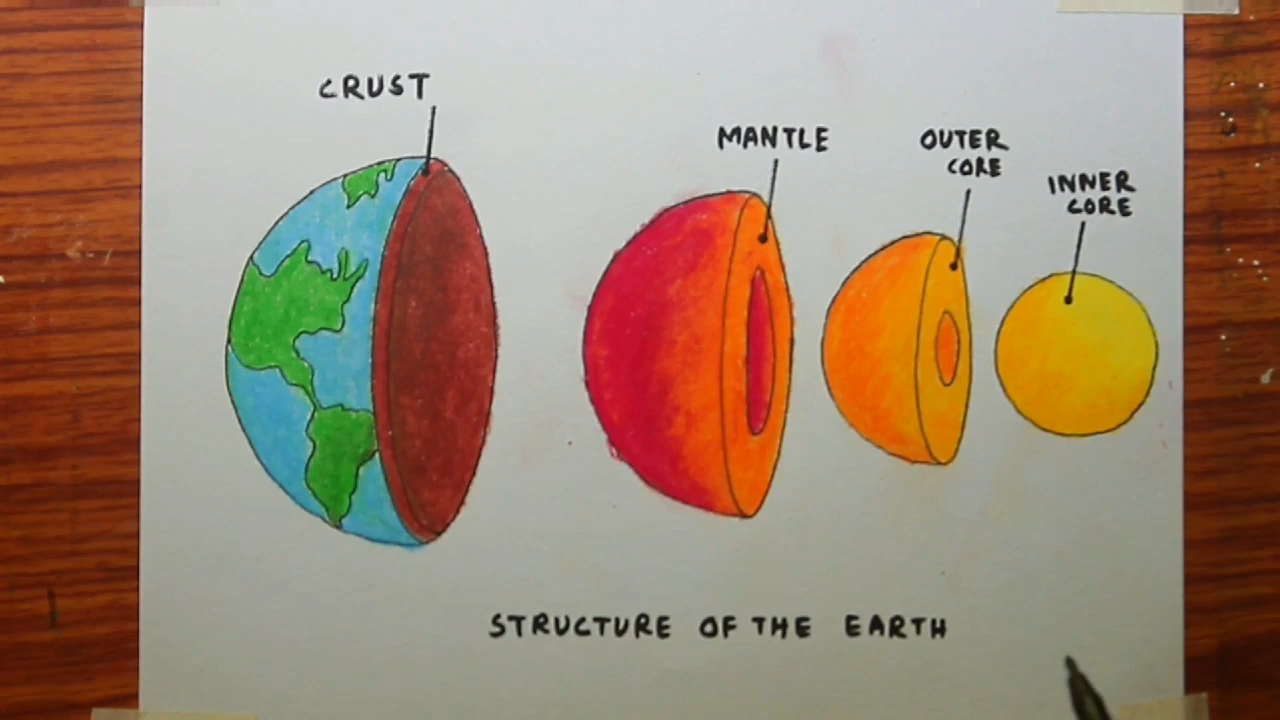 CRUST
MANTLE
OUTER
CORE
INNER
CORE
STRUCTURE OF THE EARTH